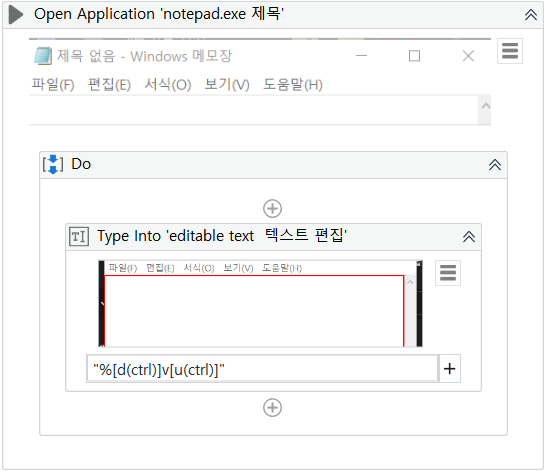 Open Application 'notepad.exe 제목'
제목 없음 - Windows 메모장
파일(F) 편집(E) 서식(O) 보기(V) 도움말(H)
Do
Type Into 'editable text 텍스트 편집'
파일(F) 편집(E) 서식(O) 보기(V) 도움말(H)
"%[d(ctrl)]v[u(ctrl)]"